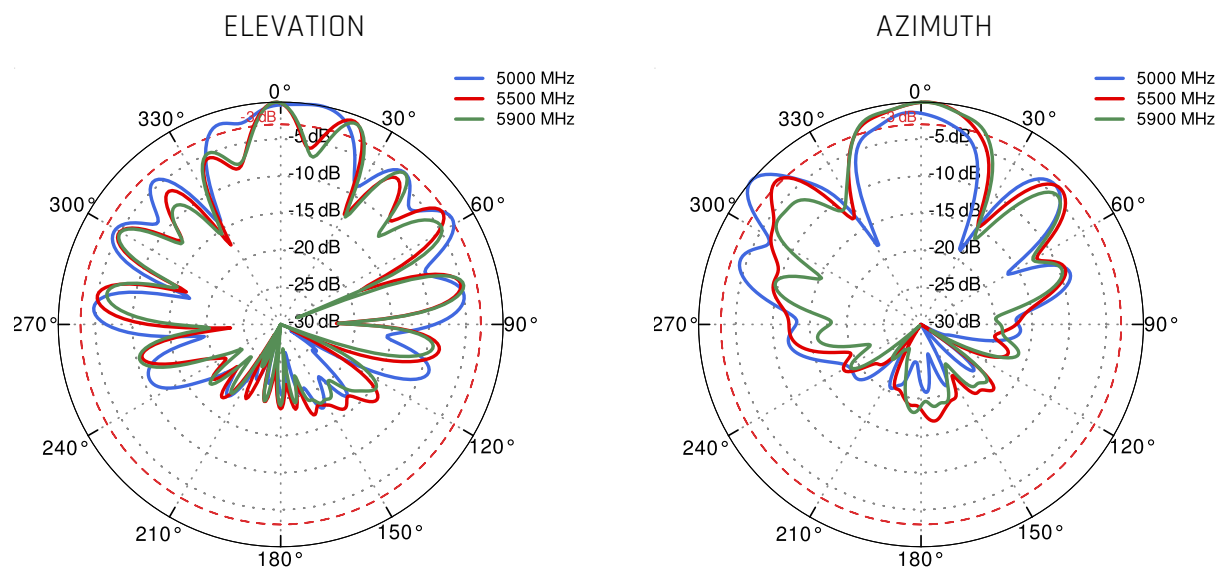 ELEVATION
5000 MHz
5500 MHz
5900 MHz
0°
30°
60°
90°
120°
150°
180°
210°
240°
270°
300°
330°
-3 dB
-5 dB
-10 dB
-15 dB
-20 dB
-25 dB
-30 dB
AZIMUTH
5000 MHz
5500 MHz
5900 MHz
0°
30°
60°
90°
120°
150°
180°
210°
240°
270°
300°
330°
-3 dB
-5 dB
-10 dB
-15 dB
-20 dB
-25 dB
-30 dB